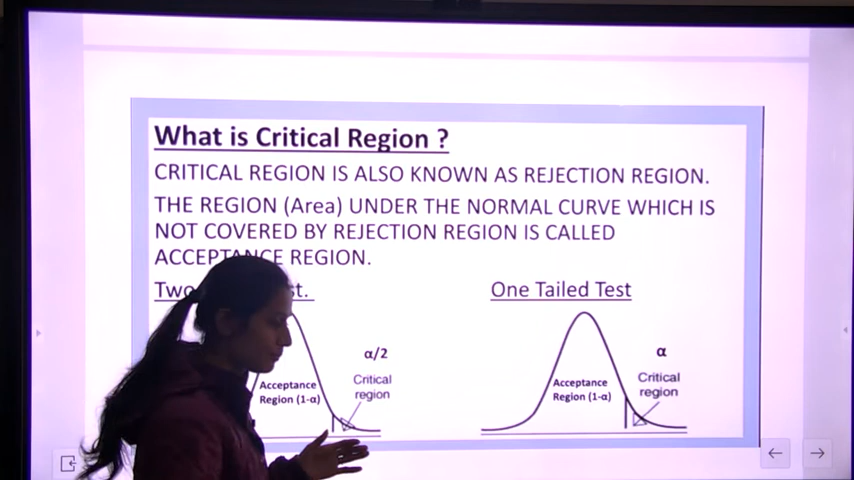 What is Critical Region ?
CRITICAL REGION IS ALSO KNOWN AS REJECTION REGION.
THE REGION (Area) UNDER THE NORMAL CURVE WHICH IS
NOT COVERED BY REJECTION REGION IS CALLED
ACCEPTANCE REGION.
One Tailed Test
α/2
Critical
region
Acceptance
Region (1-α)
α
Critical
region
Acceptance
Region (1-α)